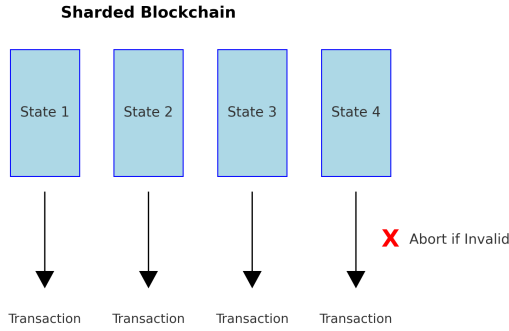 Sharded Blockchain
State 1 State 2 State 3 State 4
X Abort if Invalid
Transaction Transaction Transaction Transaction